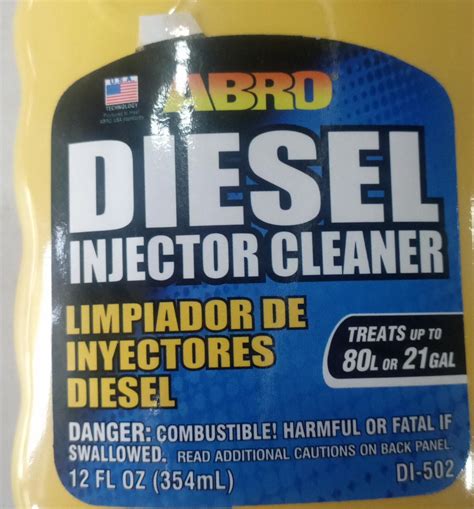 USA
TECHNOLOGY
ABRO
DIESEL
INJECTOR CLEANER
LIMPIADOR DE
INYECTORES
DIESEL
TREATS UP TO
80L OR 21GAL
DANGER: COMBUSTIBLE! HARMFUL OR FATAL IF
SWALLOWED. READ ADDITIONAL CAUTIONS ON BACK PANEL
12 FL OZ (354mL)
DI-502